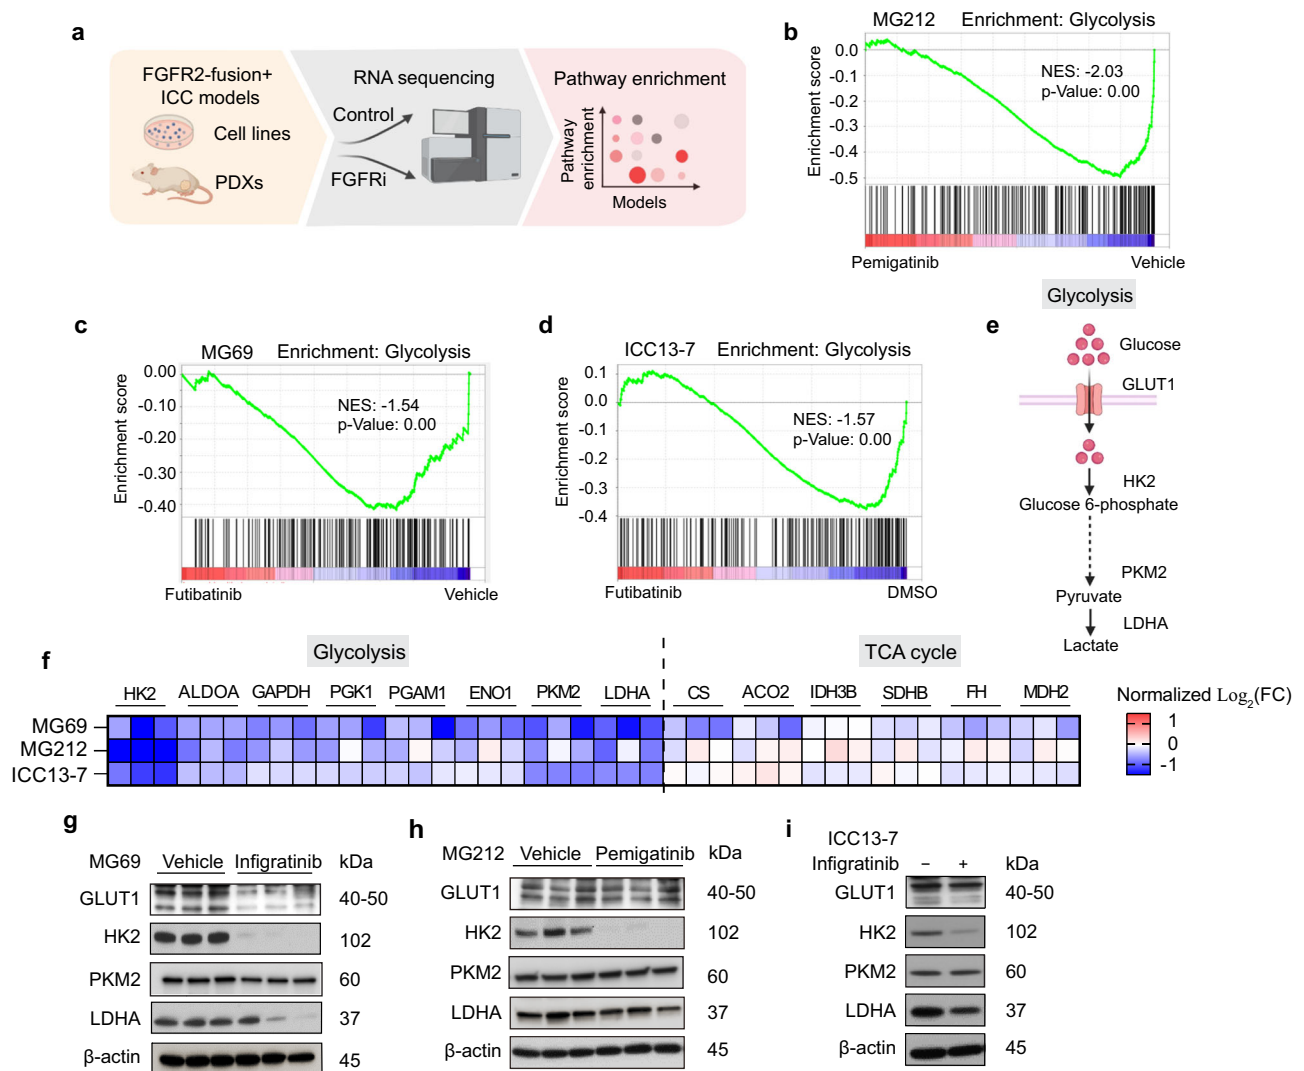 a
FGFR2-fusion+
ICC models
Cell lines
PDXs
RNA sequencing
Control
FGFRi
Pathway enrichment
Pathway
enrichment
Models
b
MG212 Enrichment: Glycolysis
Enrichment score
0.0
-0.1
-0.2
-0.3
-0.4
-0.5
NES: -2.03
p-Value: 0.00
Pemigatinib Vehicle
c
MG69 Enrichment: Glycolysis
Enrichment score
0.00
-0.10
-0.20
-0.30
-0.40
NES: -1.54
p-Value: 0.00
Futibatinib Vehicle
d
ICC13-7 Enrichment: Glycolysis
Enrichment score
0.1
0.0
-0.1
-0.2
-0.3
-0.4
NES: -1.57
p-Value: 0.00
Futibatinib DMSO
e
Glycolysis
Glucose
GLUT1
HK2
Glucose 6-phosphate
PKM2
Pyruvate
LDHA
Lactate
f
Glycolysis TCA cycle
HK2 ALDOA GAPDH PGK1 PGAM1 ENO1 PKM2 LDHA CS ACO2 IDH3B SDHB FH MDH2
MG69
MG212
ICC13-7
Normalized Log2(FC)
1
0
-1
g
MG69 Vehicle Infigratinib kDa
GLUT1 40-50
HK2 102
PKM2 60
LDHA 37
β-actin 45
h
MG212 Vehicle Pemigatinib kDa
GLUT1 40-50
HK2 102
PKM2 60
LDHA 37
β-actin 45
i
ICC13-7
Infigratinib − + kDa
GLUT1 40-50
HK2 102
PKM2 60
LDHA 37
β-actin 45